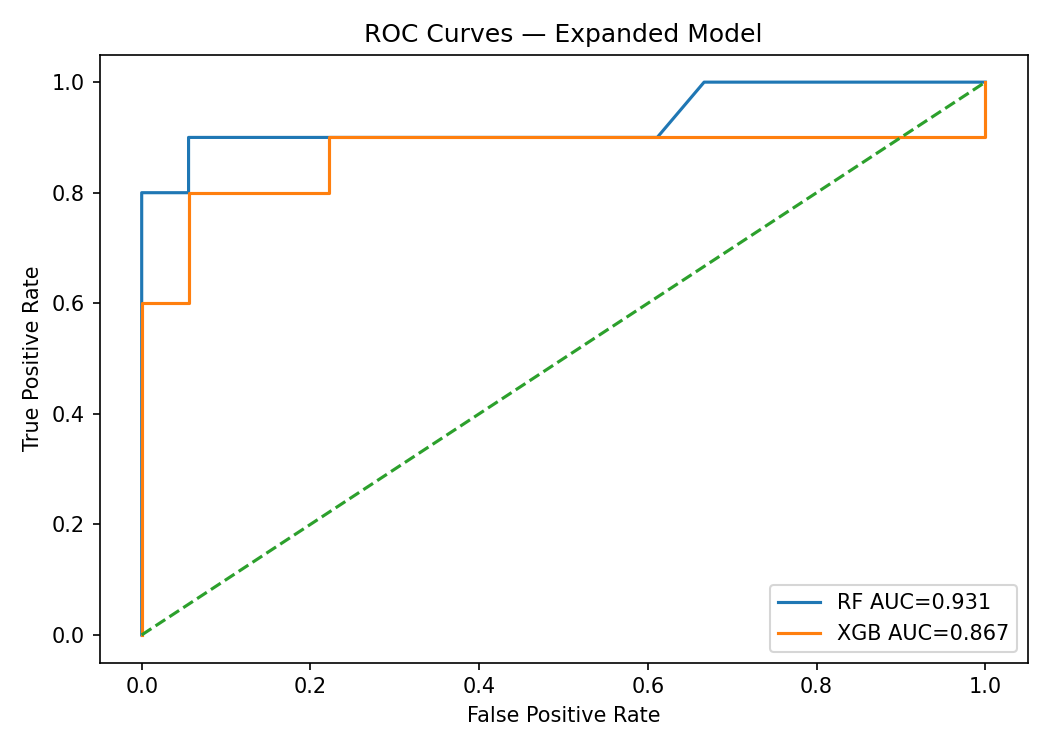 ROC Curves — Expanded Model
1.0
0.8
0.6
0.4
0.2
0.0
True Positive Rate
0.0 0.2 0.4 0.6 0.8 1.0
False Positive Rate
RF AUC=0.931
XGB AUC=0.867